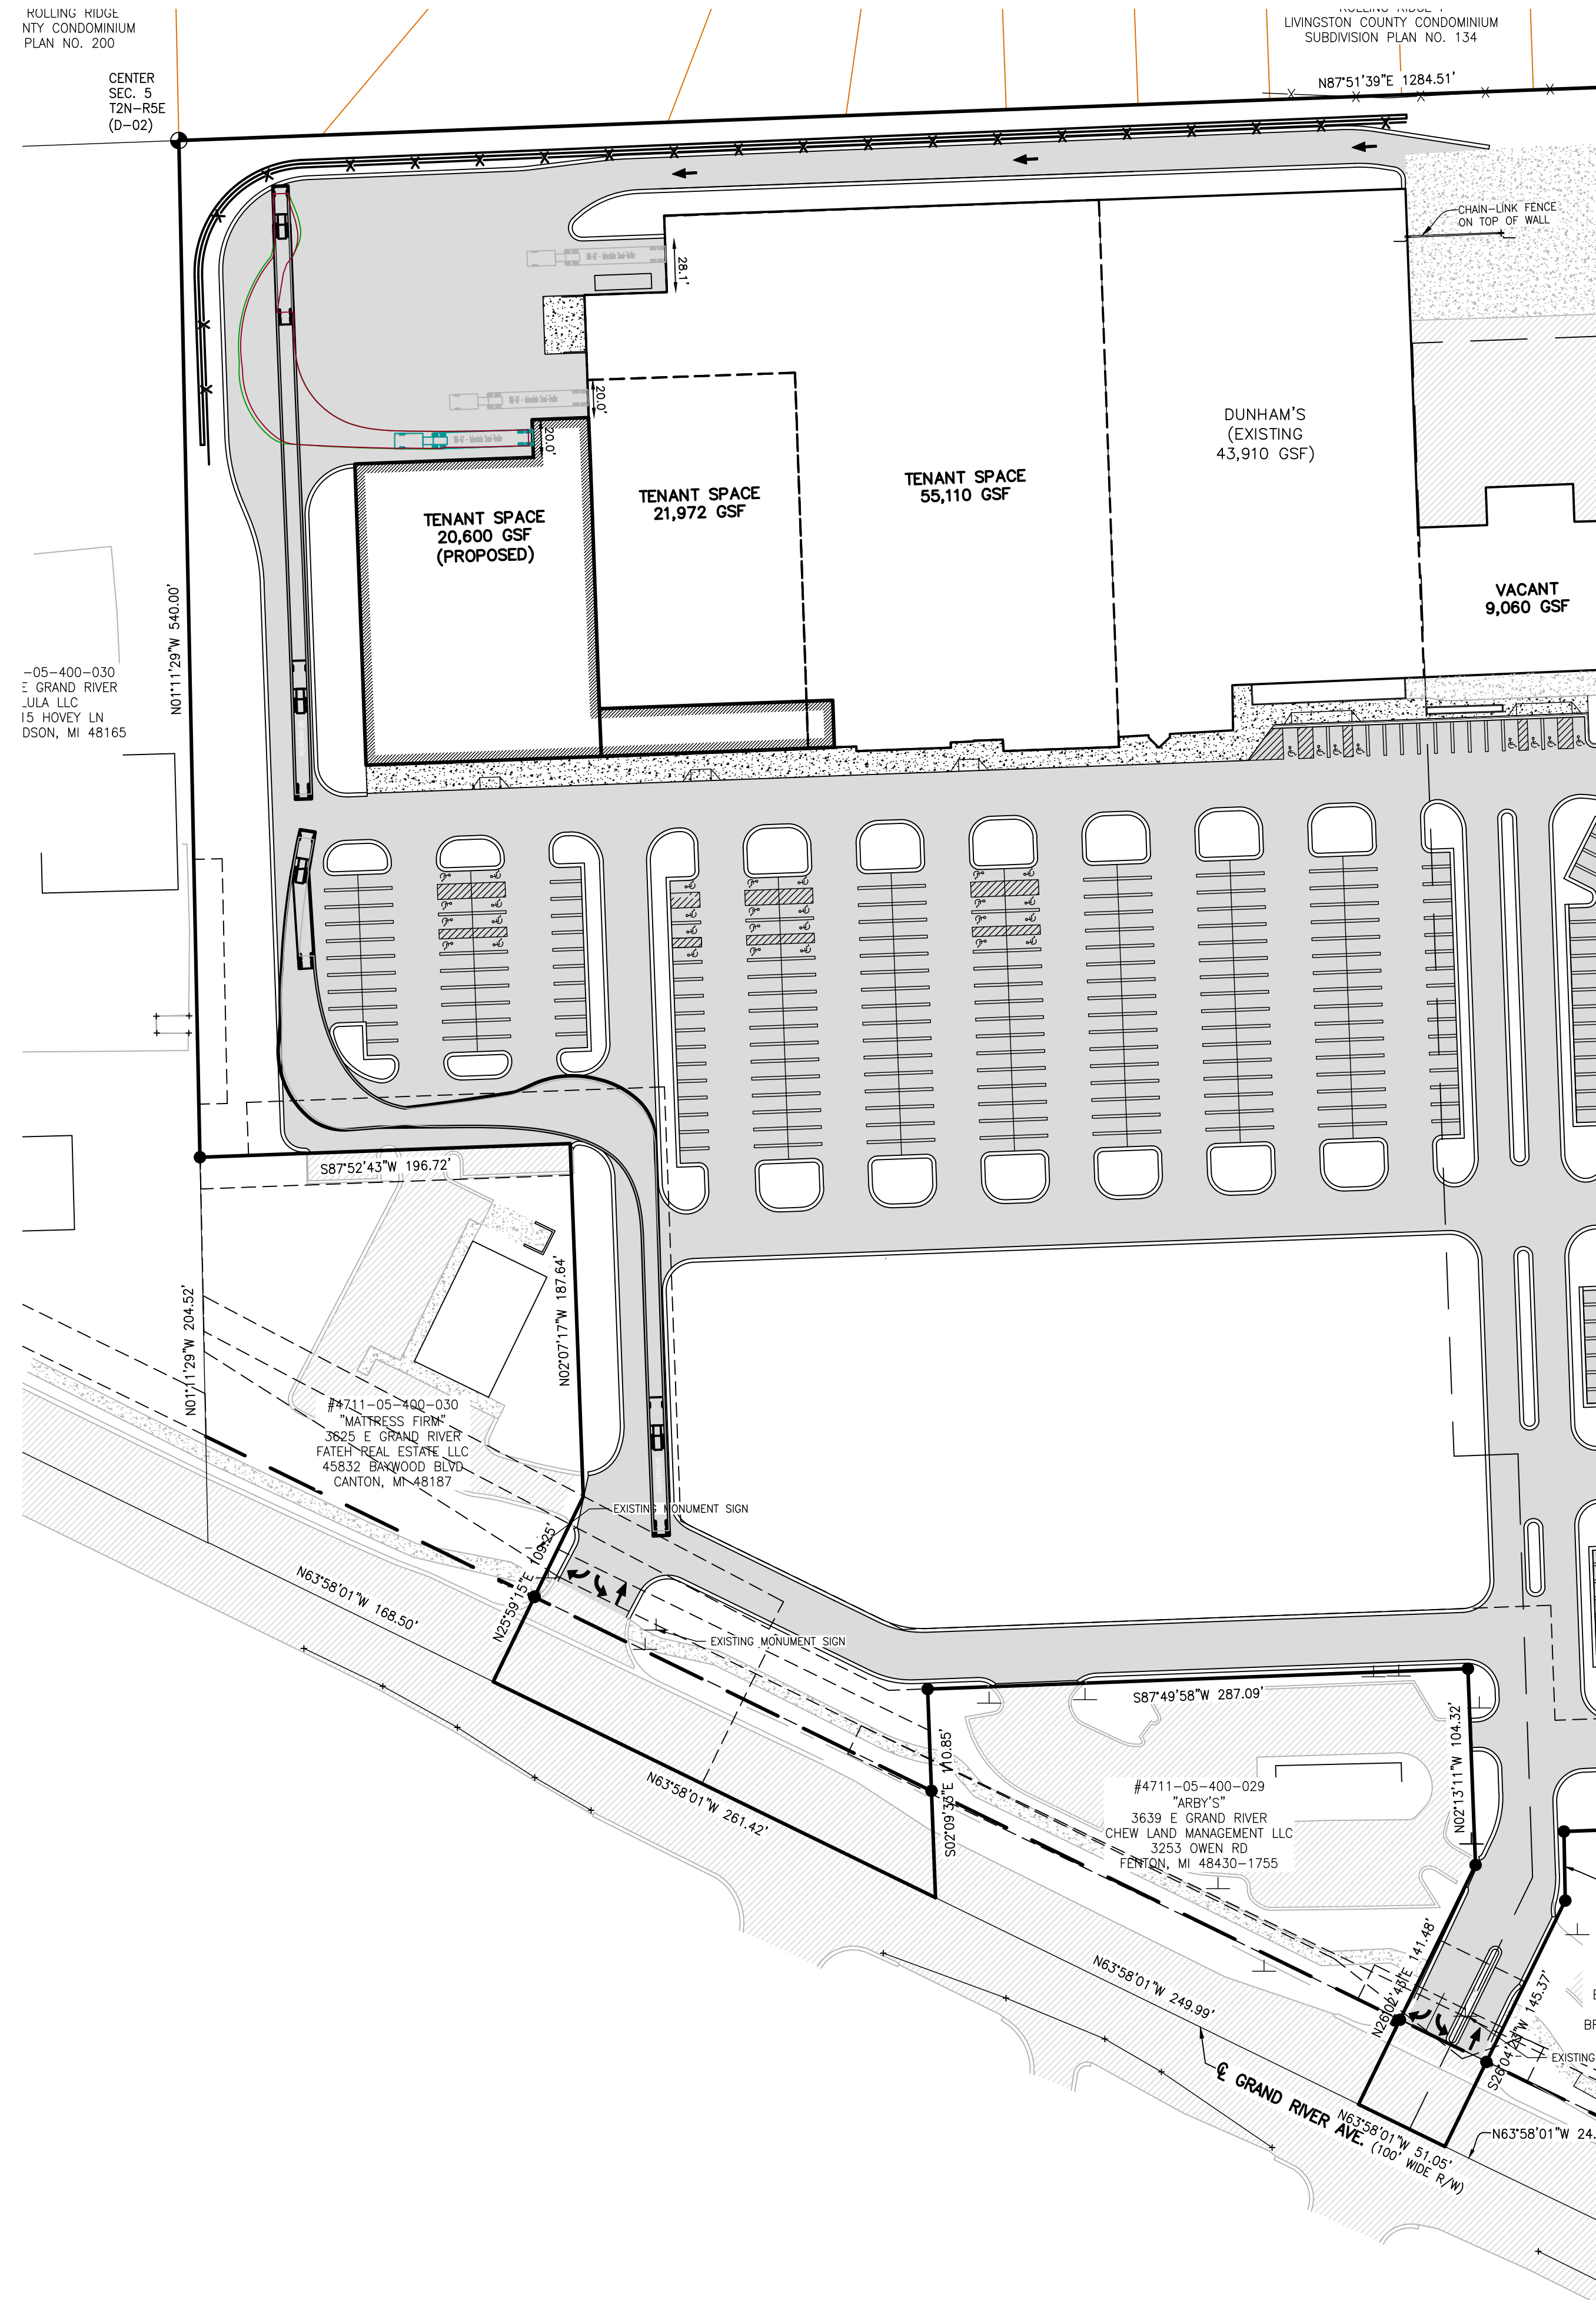 ROLLING RIDGE
NTY CONDOMINIUM
PLAN NO. 200
LIVINGSTON COUNTY CONDOMINIUM
SUBDIVISION PLAN NO. 134
CENTER
SEC. 5
T2N-R5E
(D-02)
N87°51'39"E 1284.51'
CHAIN-LINK FENCE
ON TOP OF WALL
28.1'
20.0'
20.0'
DUNHAM'S
(EXISTING
43,910 GSF)
TENANT SPACE
55,110 GSF
TENANT SPACE
21,972 GSF
TENANT SPACE
20,600 GSF
(PROPOSED)
VACANT
9,060 GSF
N01°11'29"W 540.00'
-05-400-030
E GRAND RIVER
LULA LLC
15 HOVEY LN
DSON, MI 48165
S87°52'43"W 196.72'
N02°07'17"W 187.64'
N01°11'29"W 204.52'
#4711-05-400-030
"MATTRESS FIRM"
3625 E GRAND RIVER
FATEH REAL ESTATE LLC
45832 BAYWOOD BLVD
CANTON, MI 48187
EXISTING MONUMENT SIGN
N25°59'15"E 109.25'
N63°58'01"W 168.50'
EXISTING MONUMENT SIGN
S87°49'58"W 287.09'
N02°13'11"W 104.32'
S02°09'33"E 110.85'
N63°58'01"W 261.42'
#4711-05-400-029
"ARBY'S"
3639 E GRAND RIVER
CHEW LAND MANAGEMENT LLC
3253 OWEN RD
FENTON, MI 48430-1755
N26°02'43"E 141.48'
S26°04'23"W 145.37'
N63°58'01"W 249.99'
BF
EXISTING
℄ GRAND RIVER AVE. (100' WIDE R/W)
N63°58'01"W 51.05'
N63°58'01"W 24.